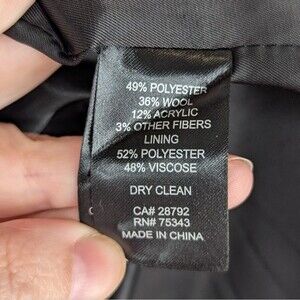 49% POLYESTER
36% WOOL
12% ACRYLIC
3% OTHER FIBERS
LINING
52% POLYESTER
48% VISCOSE
DRY CLEAN
CA# 28792
RN# 75343
MADE IN CHINA